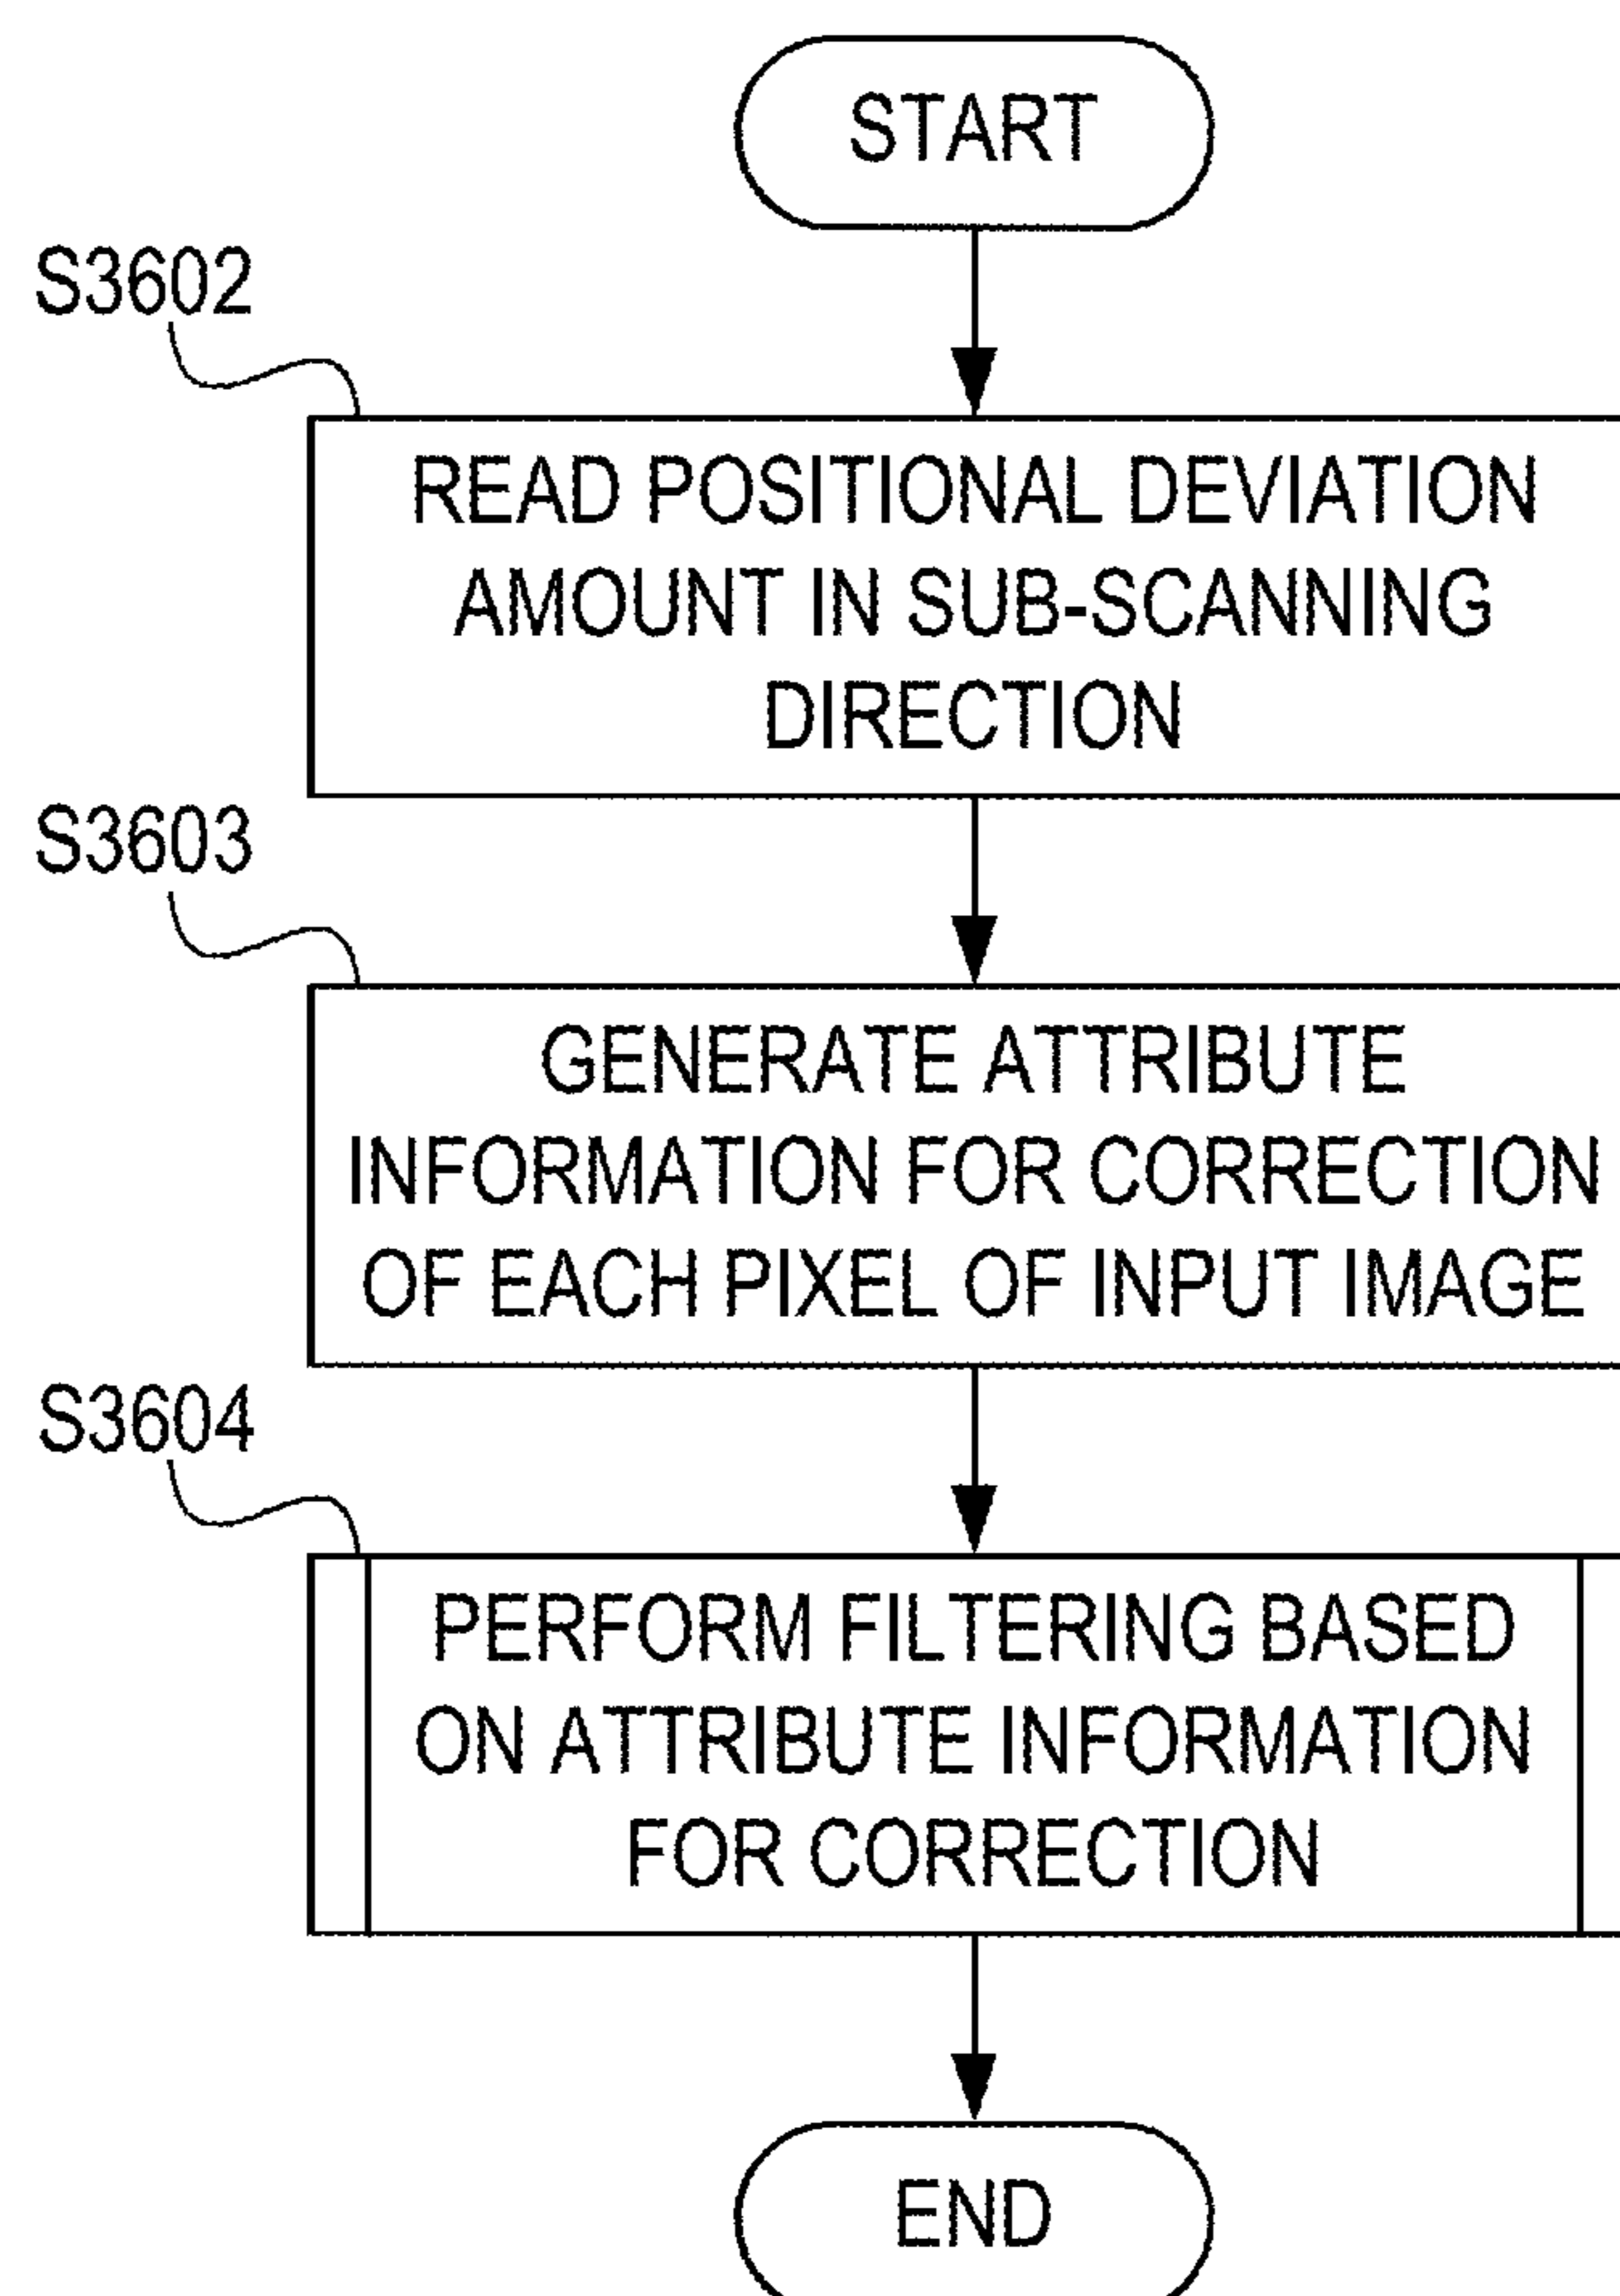 START
S3602
READ POSITIONAL DEVIATION
AMOUNT IN SUB-SCANNING
DIRECTION
S3603
GENERATE ATTRIBUTE
INFORMATION FOR CORRECTION
OF EACH PIXEL OF INPUT IMAGE
S3604
PERFORM FILTERING BASED
ON ATTRIBUTE INFORMATION
FOR CORRECTION
END